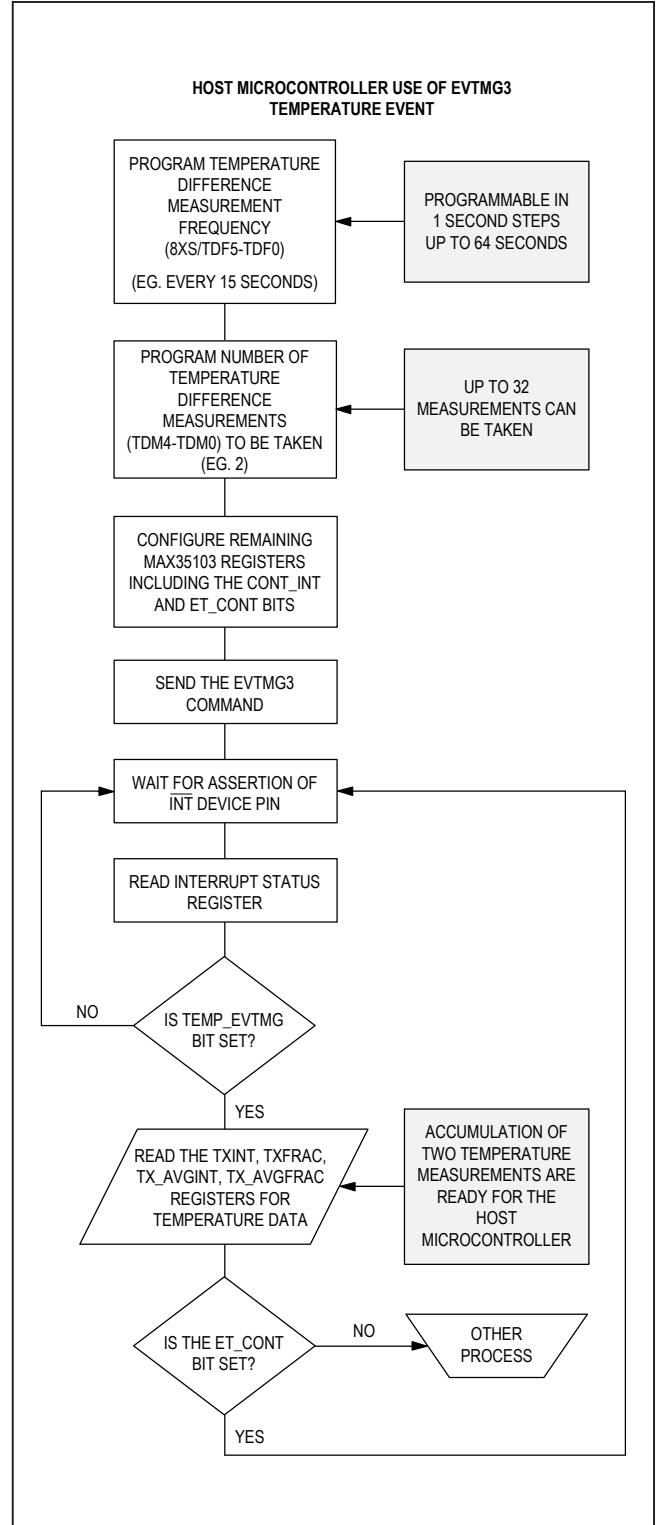 HOST MICROCONTROLLER USE OF EVTMG3
TEMPERATURE EVENT
PROGRAM TEMPERATURE
DIFFERENCE
MEASUREMENT
FREQUENCY
(8XS/TDF5-TDF0)
(EG. EVERY 15 SECONDS)
PROGRAMMABLE IN
1 SECOND STEPS
UP TO 64 SECONDS
PROGRAM NUMBER OF
TEMPERATURE
DIFFERENCE
MEASUREMENTS
(TDM4-TDM0) TO BE TAKEN
(EG. 2)
UP TO 32
MEASUREMENTS CAN
BE TAKEN
CONFIGURE REMAINING
MAX35103 REGISTERS
INCLUDING THE CONT_INT
AND ET_CONT BITS
SEND THE EVTMG3
COMMAND
WAIT FOR ASSERTION OF
INT DEVICE PIN
READ INTERRUPT STATUS
REGISTER
NO
IS TEMP_EVTMG
BIT SET?
YES
READ THE TXINT, TXFRAC,
TX_AVGINT, TX_AVGFRAC
REGISTERS FOR
TEMPERATURE DATA
ACCUMULATION OF
TWO TEMPERATURE
MEASUREMENTS ARE
READY FOR THE
HOST
MICROCONTROLLER
IS THE ET_CONT
BIT SET?
NO
OTHER
PROCESS
YES